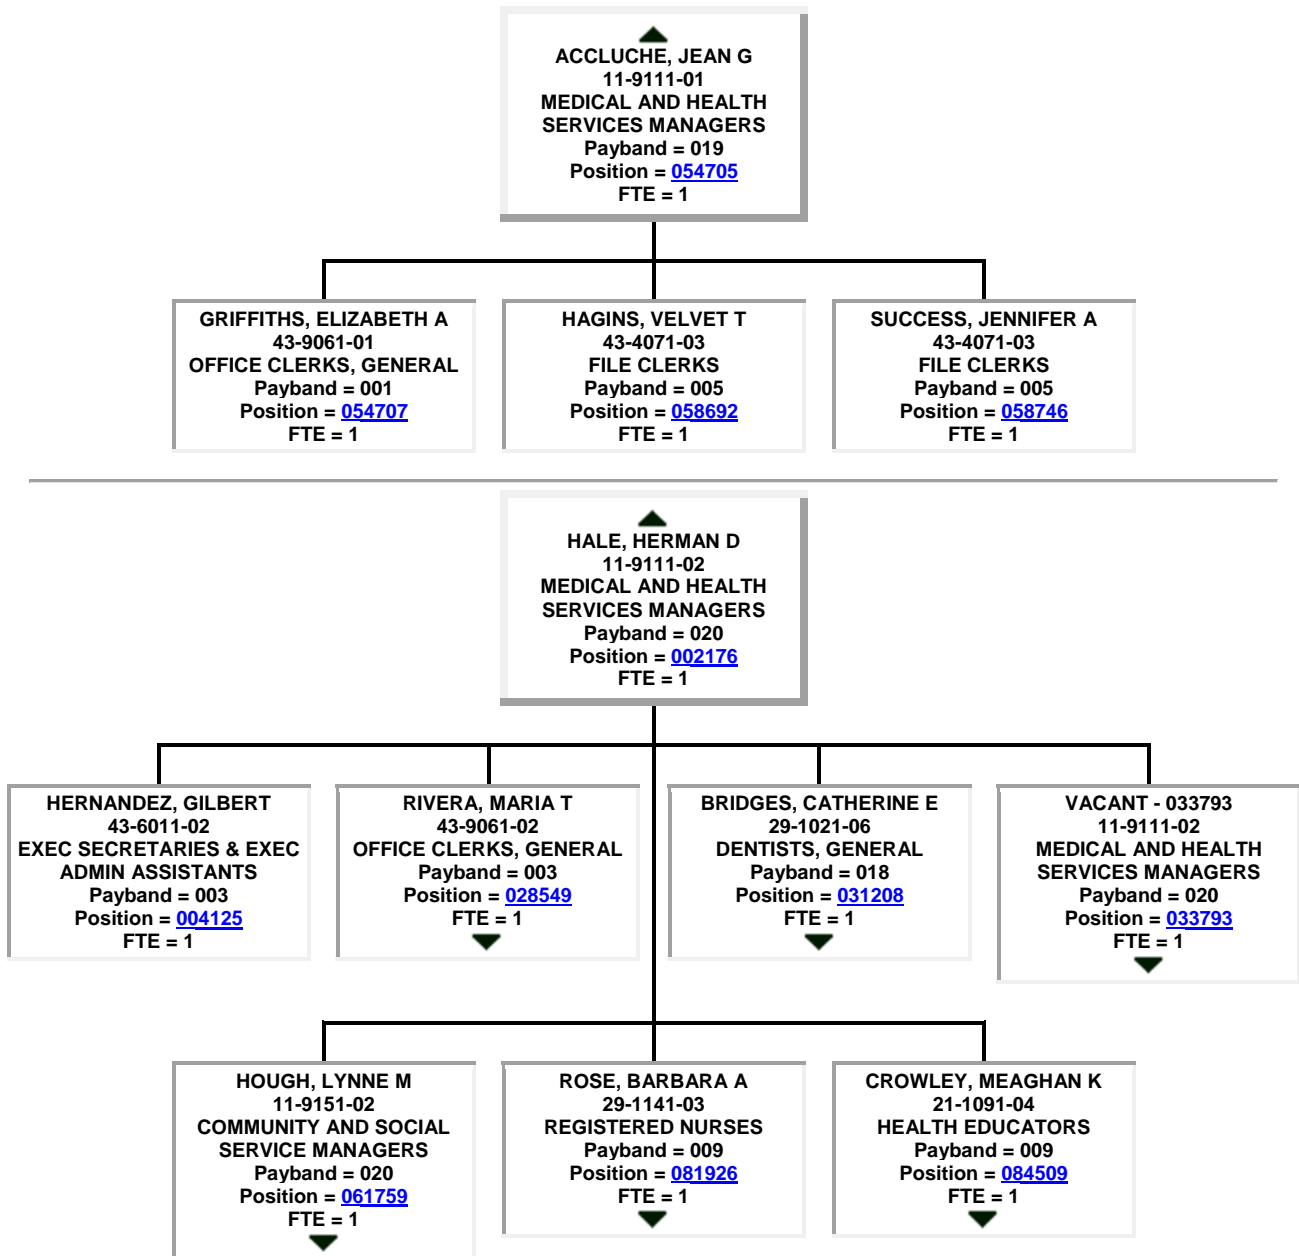 ACCLUCHE, JEAN G
11-9111-01
MEDICAL AND HEALTH
SERVICES MANAGERS
Payband = 019
Position = 054705
FTE = 1
GRIFFITHS, ELIZABETH A
43-9061-01
OFFICE CLERKS, GENERAL
Payband = 001
Position = 054707
FTE = 1
HAGINS, VELVET T
43-4071-03
FILE CLERKS
Payband = 005
Position = 058692
FTE = 1
SUCCESS, JENNIFER A
43-4071-03
FILE CLERKS
Payband = 005
Position = 058746
FTE = 1
HALE, HERMAN D
11-9111-02
MEDICAL AND HEALTH
SERVICES MANAGERS
Payband = 020
Position = 002176
FTE = 1
HERNANDEZ, GILBERT
43-6011-02
EXEC SECRETARIES & EXEC
ADMIN ASSISTANTS
Payband = 003
Position = 004125
FTE = 1
RIVERA, MARIA T
43-9061-02
OFFICE CLERKS, GENERAL
Payband = 003
Position = 028549
FTE = 1
BRIDGES, CATHERINE E
29-1021-06
DENTISTS, GENERAL
Payband = 018
Position = 031208
FTE = 1
VACANT - 033793
11-9111-02
MEDICAL AND HEALTH
SERVICES MANAGERS
Payband = 020
Position = 033793
FTE = 1
HOUGH, LYNNE M
11-9151-02
COMMUNITY AND SOCIAL
SERVICE MANAGERS
Payband = 020
Position = 061759
FTE = 1
ROSE, BARBARA A
29-1141-03
REGISTERED NURSES
Payband = 009
Position = 081926
FTE = 1
CROWLEY, MEAGHAN K
21-1091-04
HEALTH EDUCATORS
Payband = 009
Position = 084509
FTE = 1